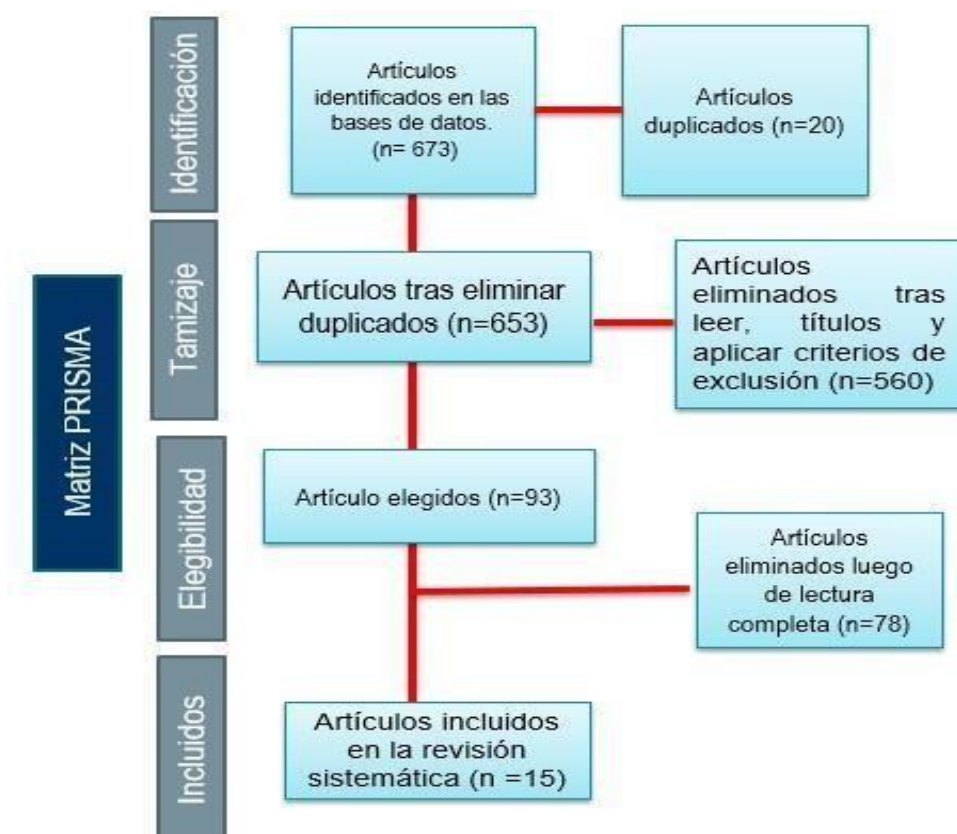 Matriz PRISMA
Identificación
Artículos
identificados en las
bases de datos.
(n= 673)
Artículos
duplicados (n=20)
Tamizaje
Artículos tras eliminar
duplicados (n=653)
Artículos
eliminados tras
leer, títulos y
aplicar criterios de
exclusión (n=560)
Elegibilidad
Artículo elegidos (n=93)
Artículos
eliminados luego
de lectura
completa (n=78)
Incluidos
Artículos incluidos
en la revisión
sistemática (n =15)